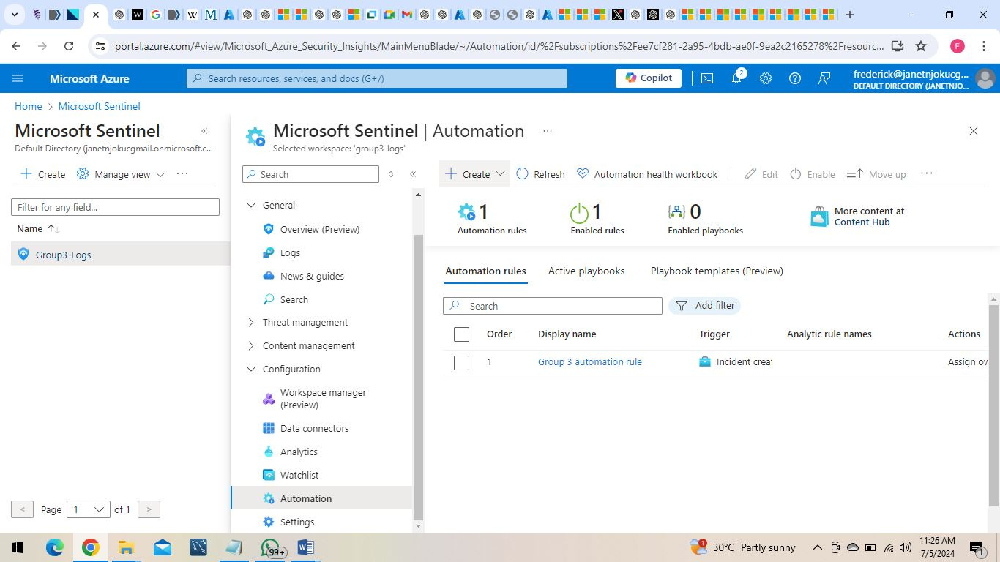 portal.azure.com/#view/Microsoft_Azure_Security_Insights/MainMenuBlade/~/Automation/id/%2Fsubscriptions%2Fee7cf281-2a95-4bdb-ae0f-9ea2c2165278%2Fresourc...
F
Microsoft Azure
Search resources, services, and docs (G+/)
Copilot
2
frederick@janetnjokucg...
DEFAULT DIRECTORY (JANETNJO...
Home > Microsoft Sentinel
Microsoft Sentinel
Default Directory (janetnjokucgmail.onmicrosoft.c...
Create
Manage view
...
Filter for any field...
Name
Group3-Logs
< Page 1 of 1 >
Microsoft Sentinel | Automation
...
Selected workspace: 'group3-logs'
Search
General
Overview (Preview)
Logs
News & guides
Search
Threat management
Content management
Configuration
Workspace manager
(Preview)
Data connectors
Analytics
Watchlist
Automation
Settings
Create
Refresh
Automation health workbook
Edit
Enable
Move up
...
1
Automation rules
1
Enabled rules
0
Enabled playbooks
More content at
Content Hub
Automation rules
Active playbooks
Playbook templates (Preview)
Search
Add filter
Order Display name Trigger Analytic rule names Actions
1 Group 3 automation rule Incident creat Assign ow
99+
1
30°C Partly sunny
11:26 AM
7/5/2024
1